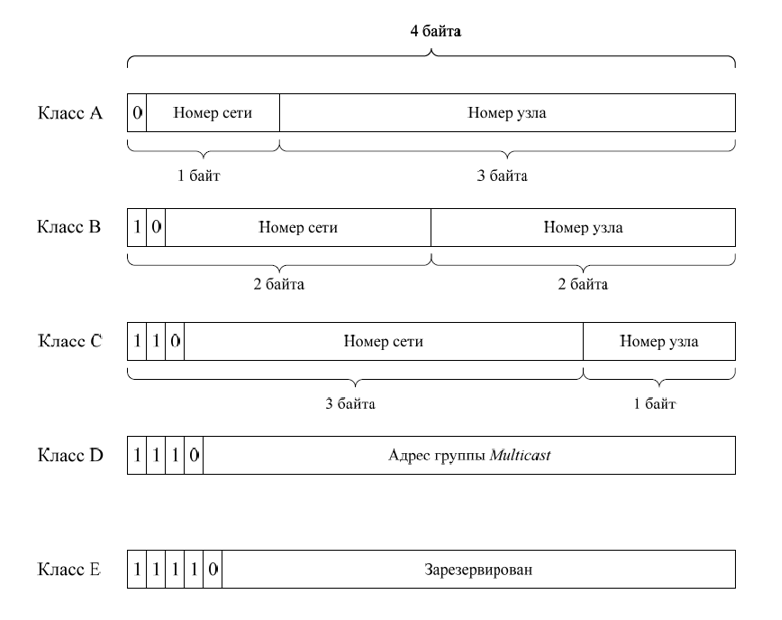 4 байта
Класс A 0 Номер сети Номер узла
1 байт 3 байта
Класс B 1 0 Номер сети Номер узла
2 байта 2 байта
Класс C 1 1 0 Номер сети Номер узла
3 байта 1 байт
Класс D 1 1 1 0 Адрес группы Multicast
Класс E 1 1 1 1 0 Зарезервирован